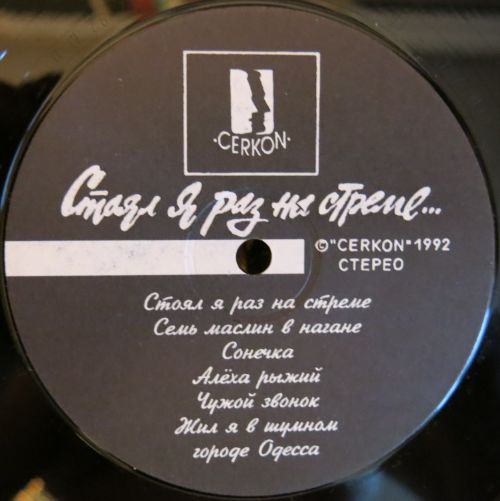 ·CERKON·
Стоял я раз на стреме...
©"CERKON" 1992
СТЕРЕО
Стоял я раз на стреме
Семь маслин в нагане
Сонечка
Алёха рыжий
Чужой звонок
Жил я в шумном
городе Одесса